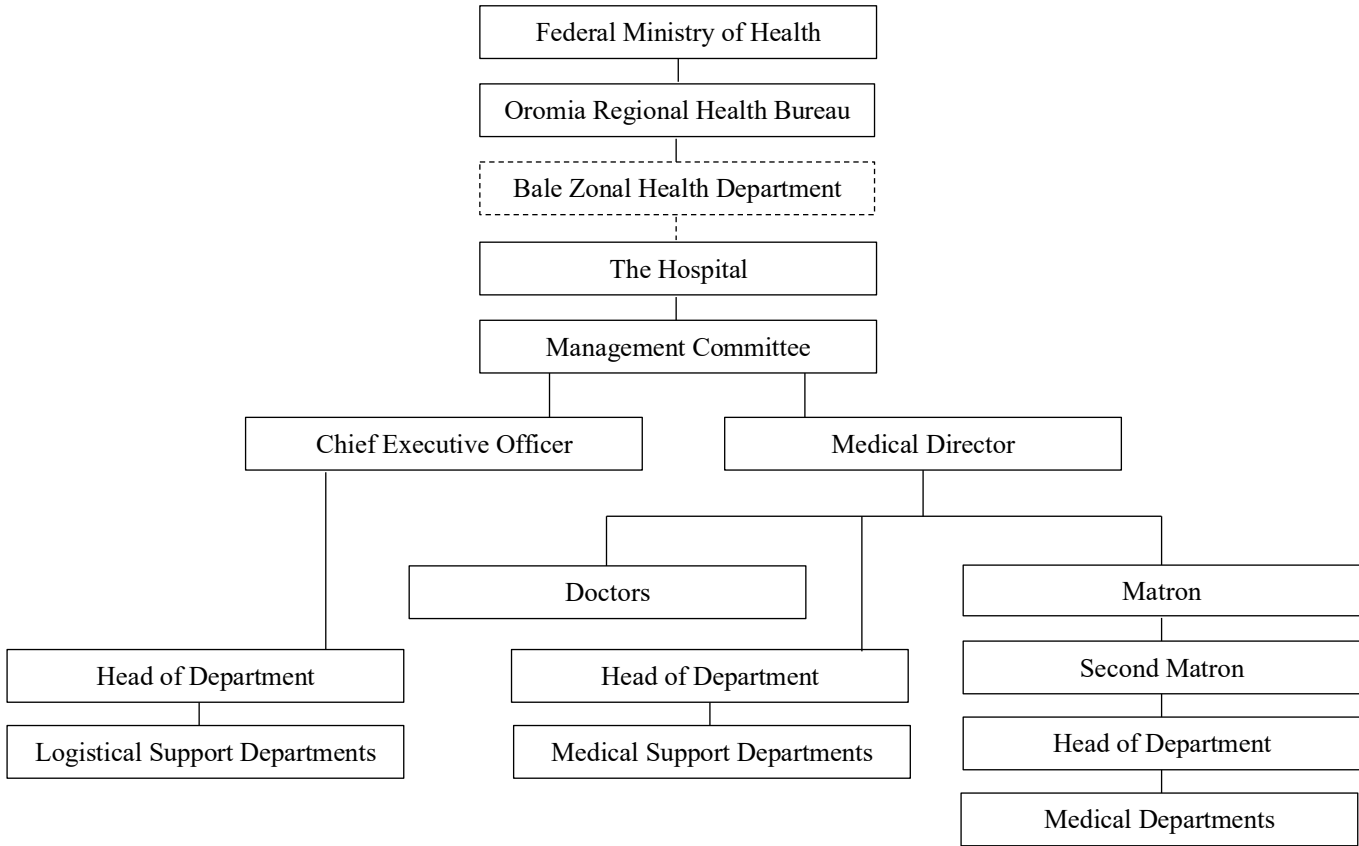 Federal Ministry of Health
Oromia Regional Health Bureau
Bale Zonal Health Department
The Hospital
Management Committee
Chief Executive Officer
Medical Director
Doctors
Matron
Head of Department
Head of Department
Second Matron
Logistical Support Departments
Medical Support Departments
Head of Department
Medical Departments